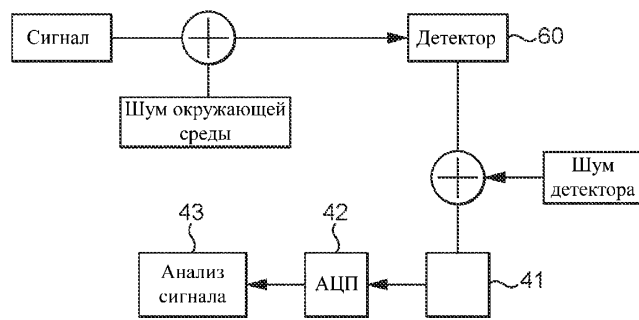 Сигнал
Детектор
60
Шум окружающей
среды
Шум
детектора
43
42
Анализ
сигнала
АЦП
41